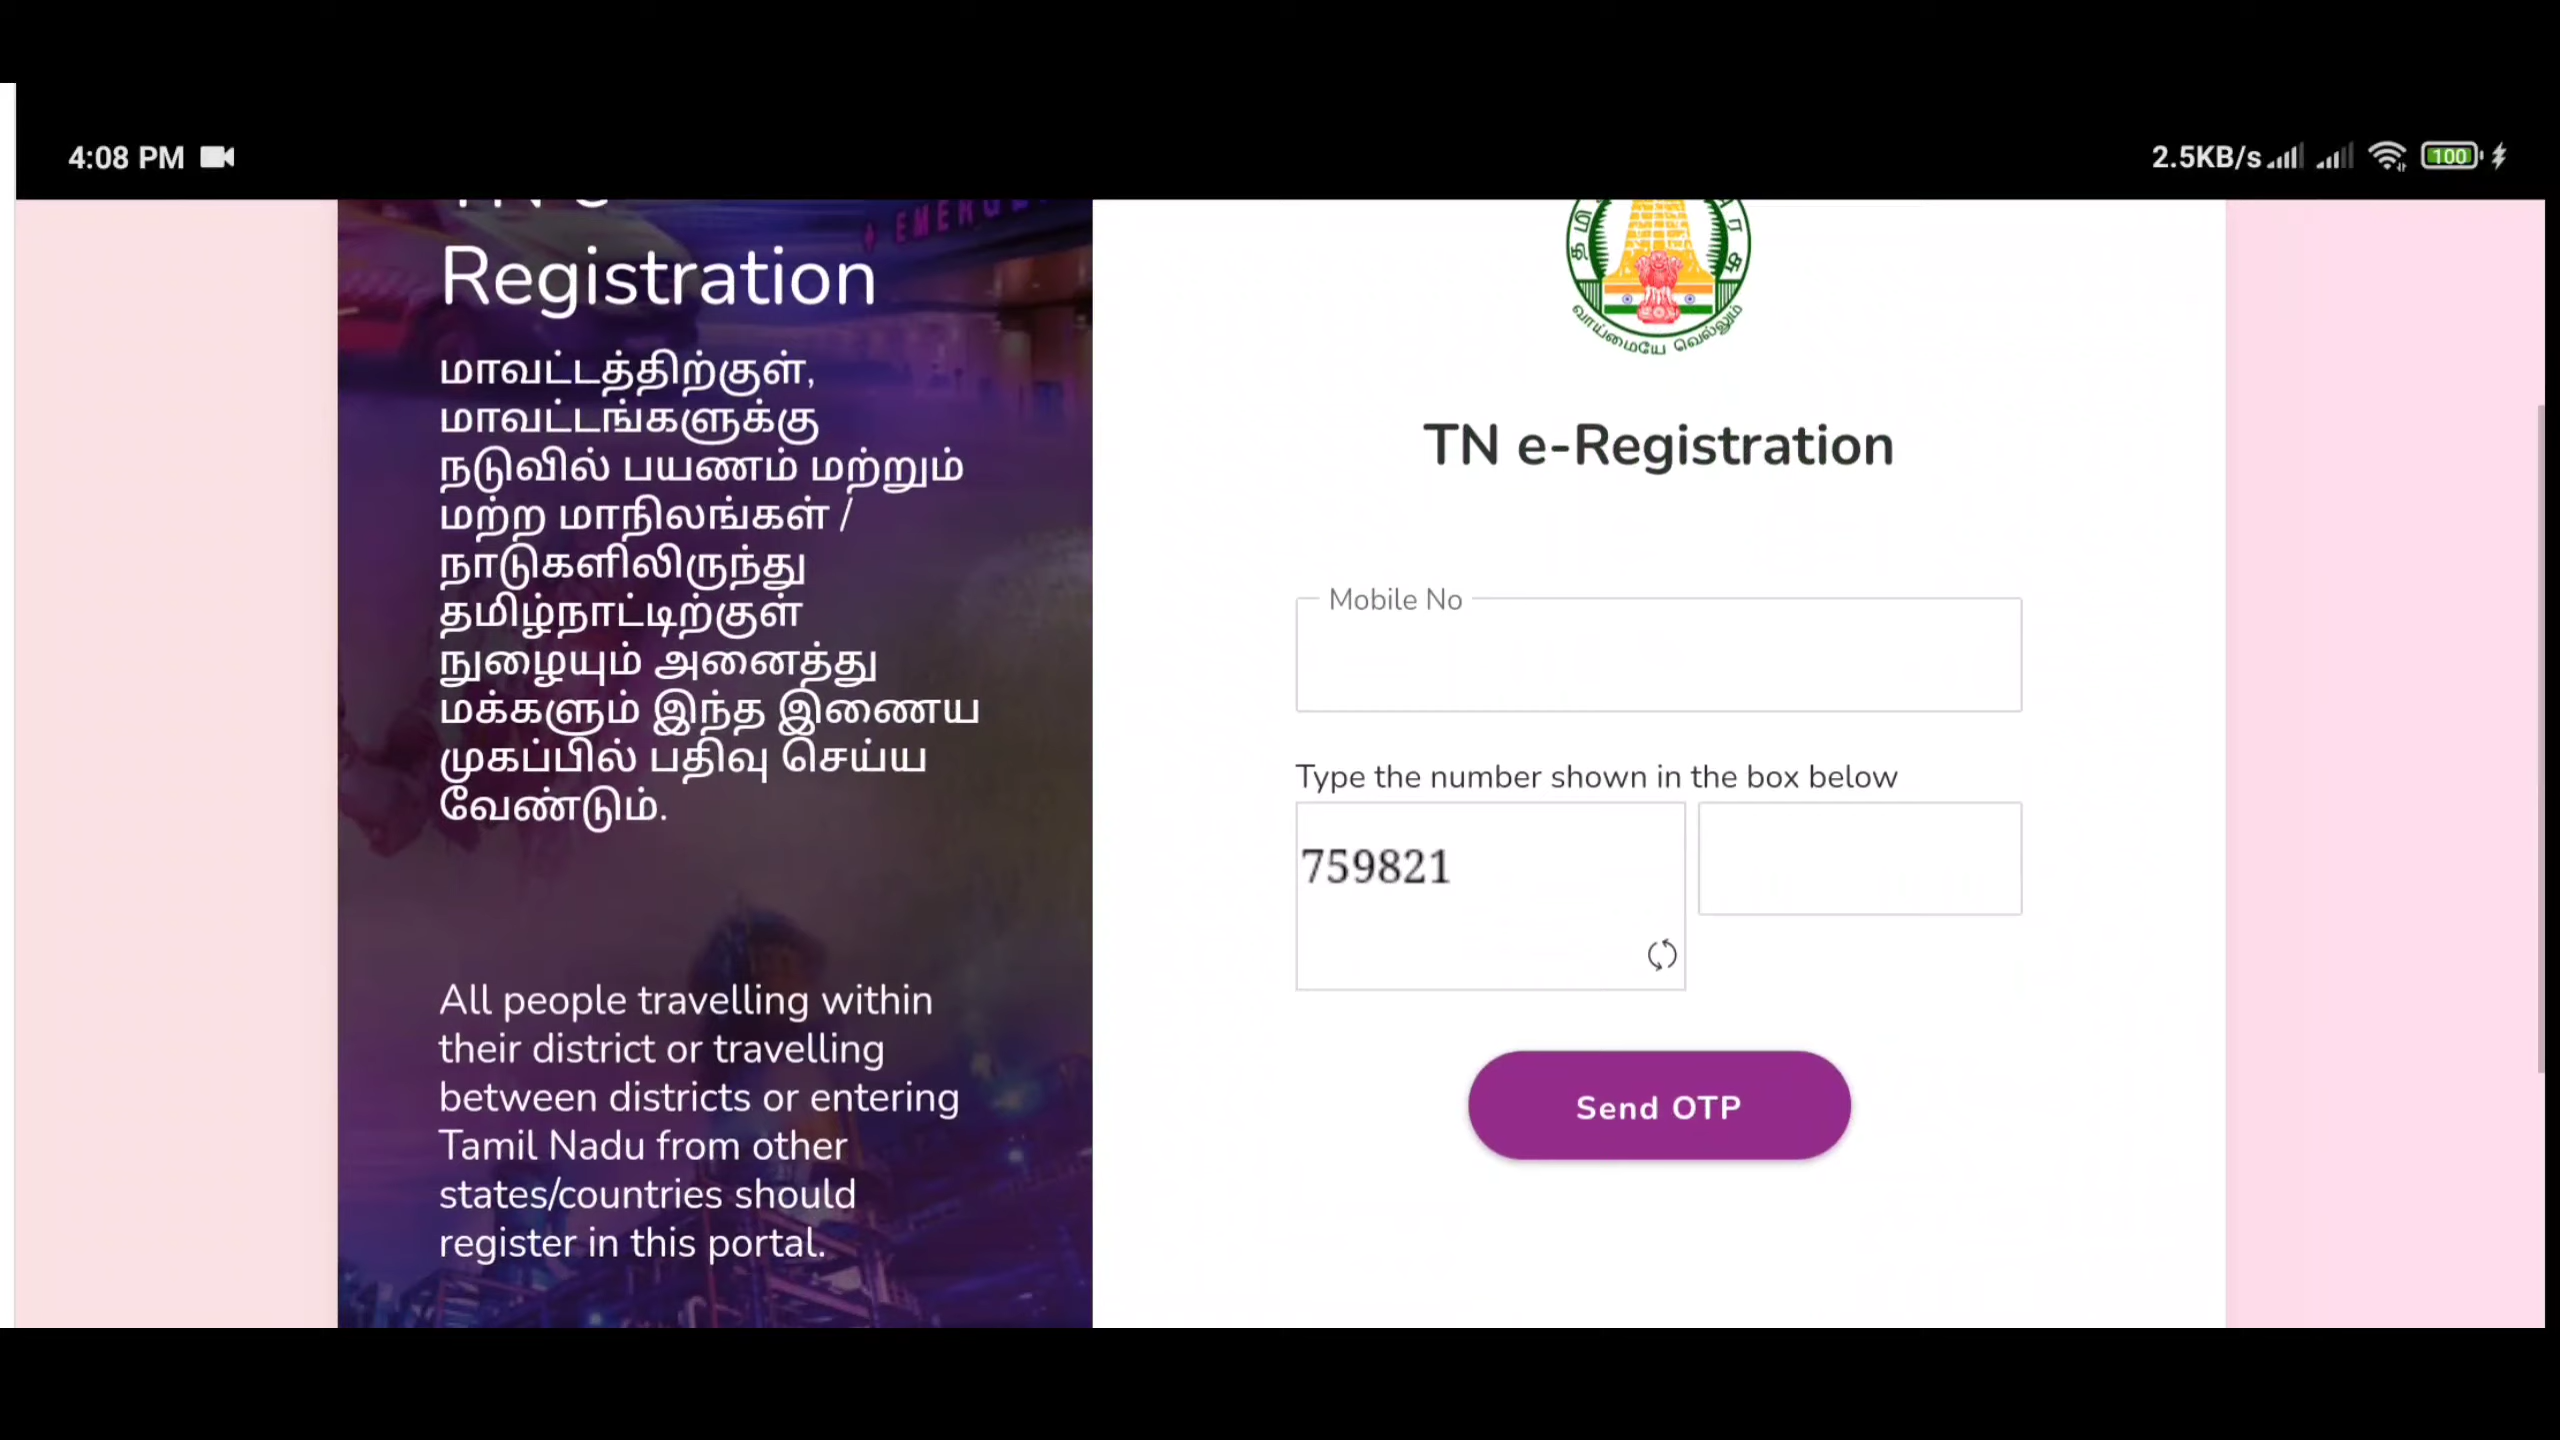 4:08 PM
2.5KB/s
100
EMERGE
Registration
மாவட்டத்திற்குள்,
மாவட்டங்களுக்கு
நடுவில் பயணம் மற்றும்
மற்ற மாநிலங்கள் /
நாடுகளிலிருந்து
தமிழ்நாட்டிற்குள்
நுழையும் அனைத்து
மக்களும் இந்த இணைய
முகப்பில் பதிவு செய்ய
வேண்டும்.
All people travelling within
their district or travelling
between districts or entering
Tamil Nadu from other
states/countries should
register in this portal.
வாய்மையே வெல்லும்
TN e-Registration
Mobile No
Type the number shown in the box below
759821
Send OTP